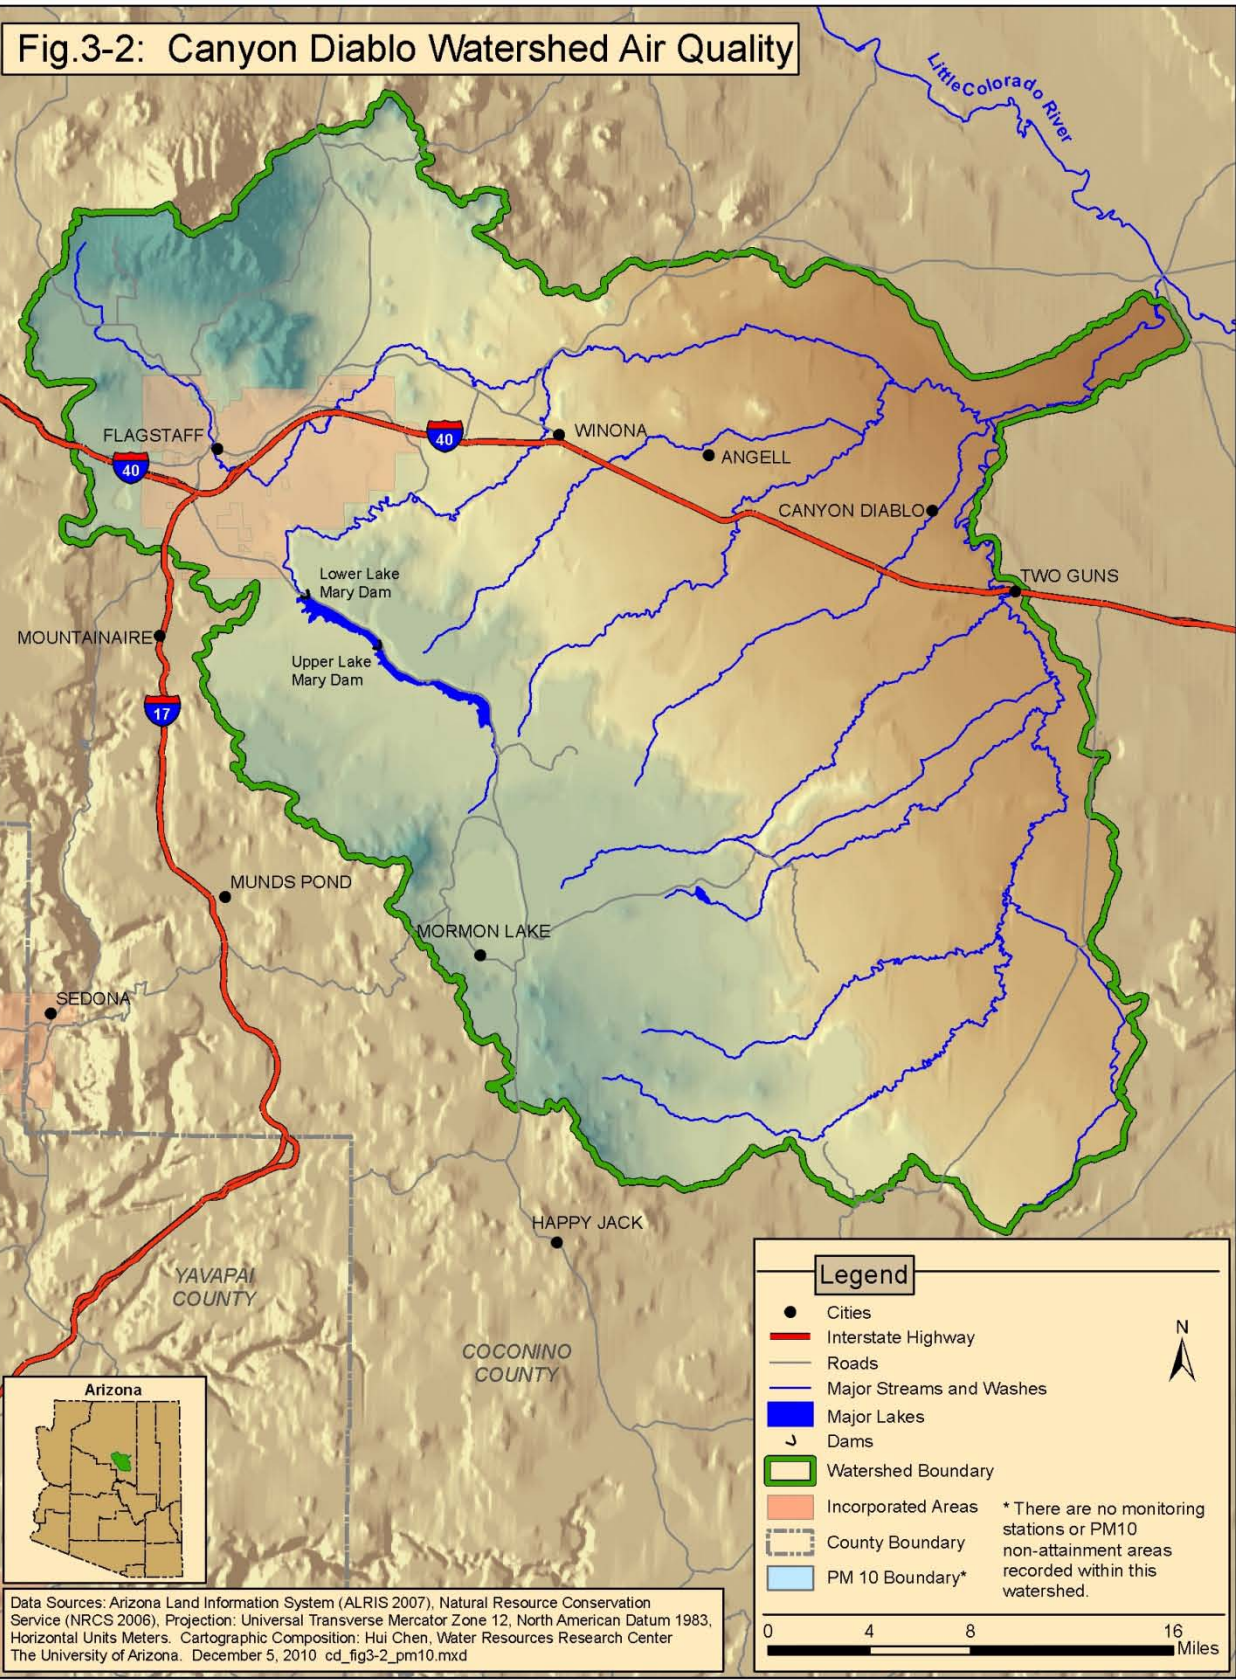 Fig.3-2: Canyon Diablo Watershed Air Quality
LittleColorado River
FLAGSTAFF
40
40
WINONA
ANGELL
CANYON DIABLO
TWO GUNS
Lower Lake
Mary Dam
MOUNTAINAIRE
Upper Lake
Mary Dam
17
MUNDS POND
MORMON LAKE
SEDONA
HAPPY JACK
YAVAPAI
COUNTY
COCONINO
COUNTY
Legend
Cities
Interstate Highway
Roads
Major Streams and Washes
Major Lakes
Dams
Watershed Boundary
Incorporated Areas
County Boundary
PM 10 Boundary*
N
* There are no monitoring
stations or PM10
non-attainment areas
recorded within this
watershed.
0 4 8 16
Miles
Arizona
Data Sources: Arizona Land Information System (ALRIS 2007), Natural Resource Conservation
Service (NRCS 2006), Projection: Universal Transverse Mercator Zone 12, North American Datum 1983,
Horizontal Units Meters. Cartographic Composition: Hui Chen, Water Resources Research Center
The University of Arizona. December 5, 2010 cd_fig3-2_pm10.mxd